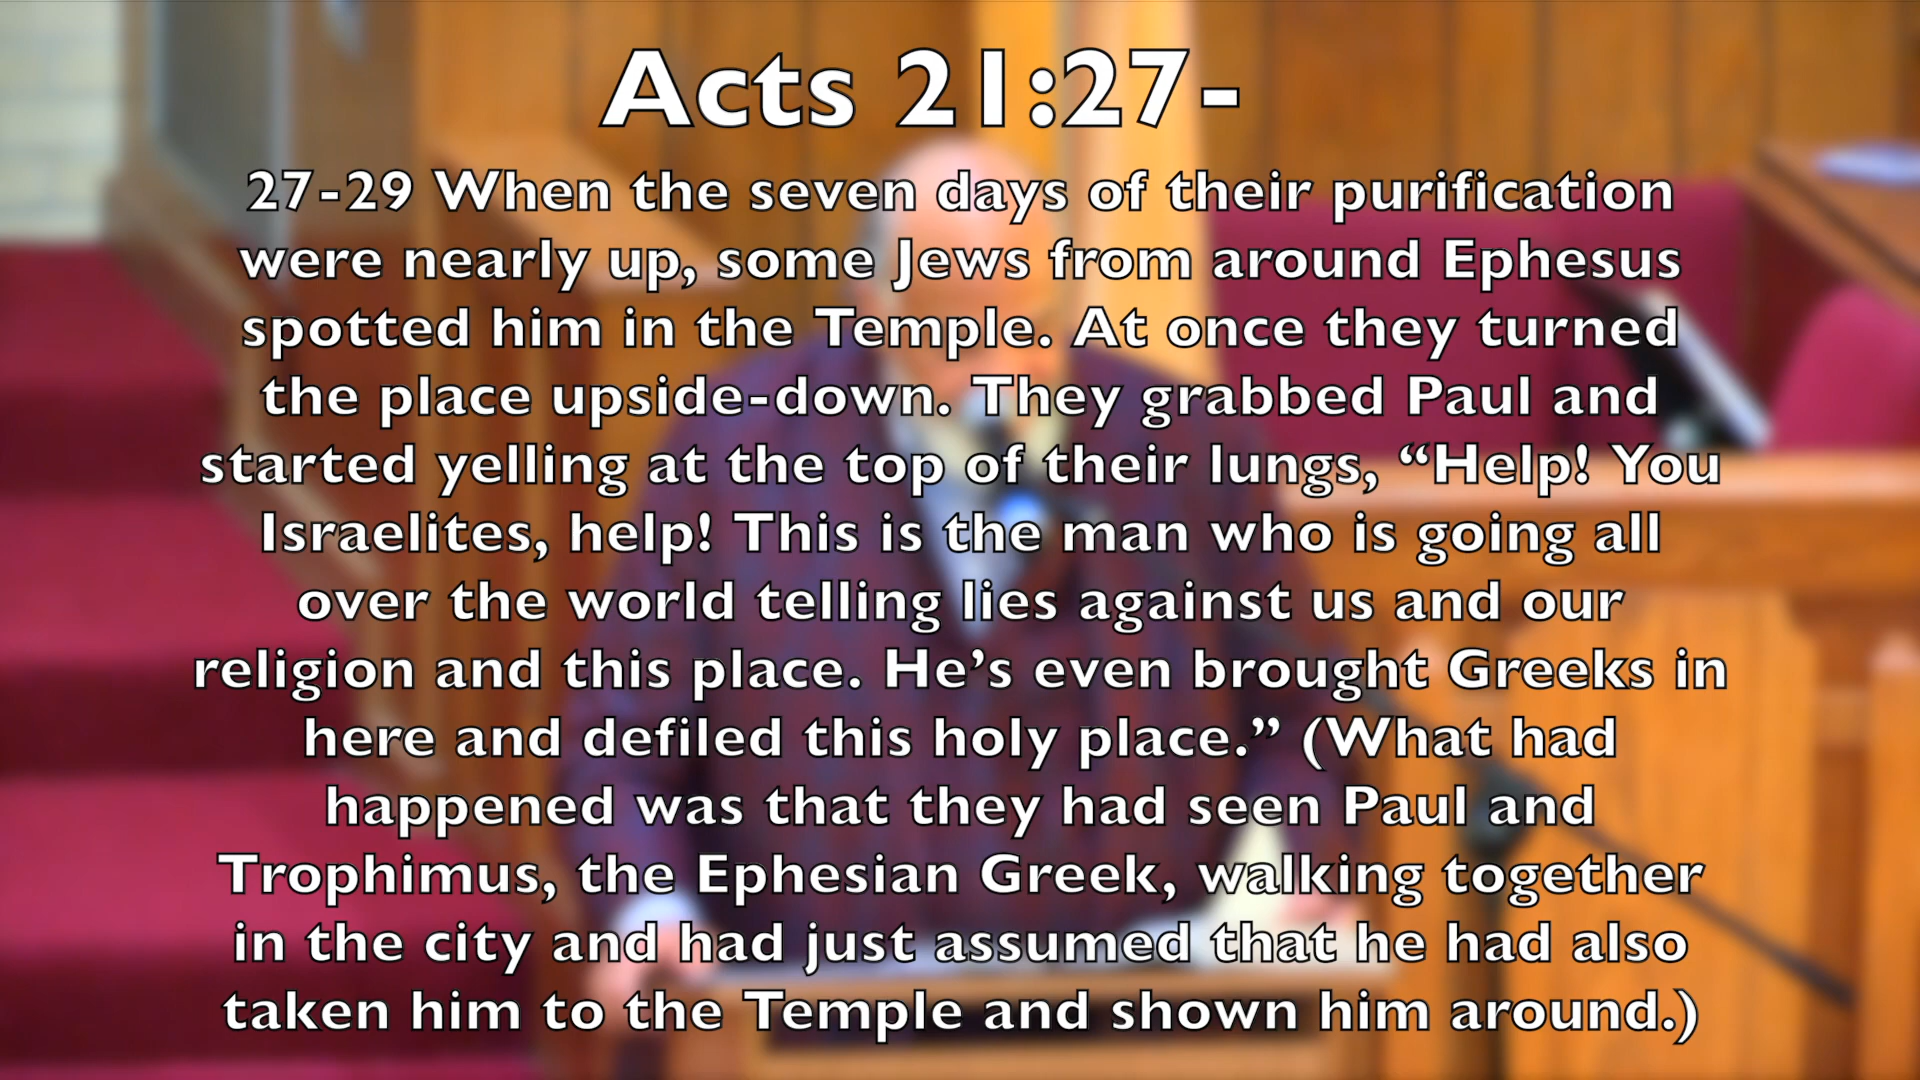 Acts 21:27-
27-29 When the seven days of their purification
were nearly up, some Jews from around Ephesus
spotted him in the Temple. At once they turned
the place upside-down. They grabbed Paul and
started yelling at the top of their lungs, “Help! You
Israelites, help! This is the man who is going all
over the world telling lies against us and our
religion and this place. He’s even brought Greeks in
here and defiled this holy place.” (What had
happened was that they had seen Paul and
Trophimus, the Ephesian Greek, walking together
in the city and had just assumed that he had also
taken him to the Temple and shown him around.)